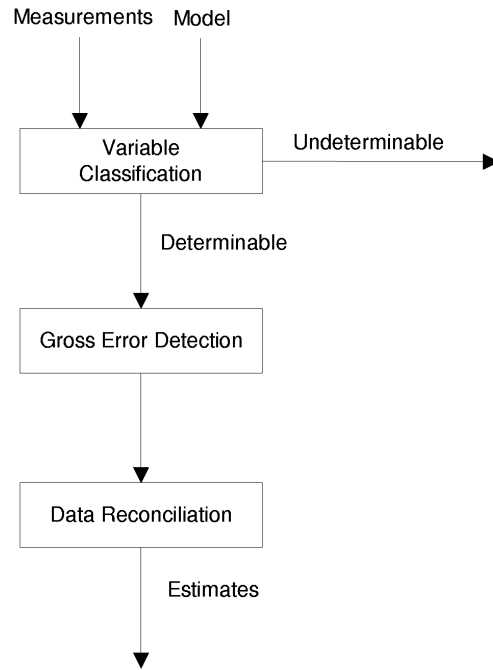 Measurements Model
Variable
Classification
Undeterminable
Determinable
Gross Error Detection
Data Reconciliation
Estimates